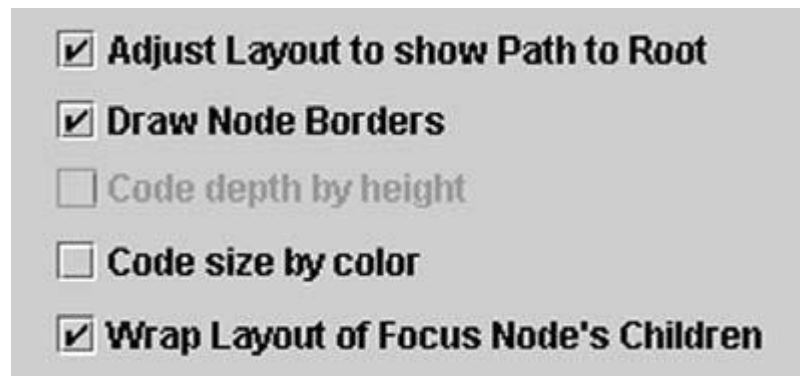 Adjust Layout to show Path to Root
Draw Node Borders
Code depth by height
Code size by color
Wrap Layout of Focus Node's Children